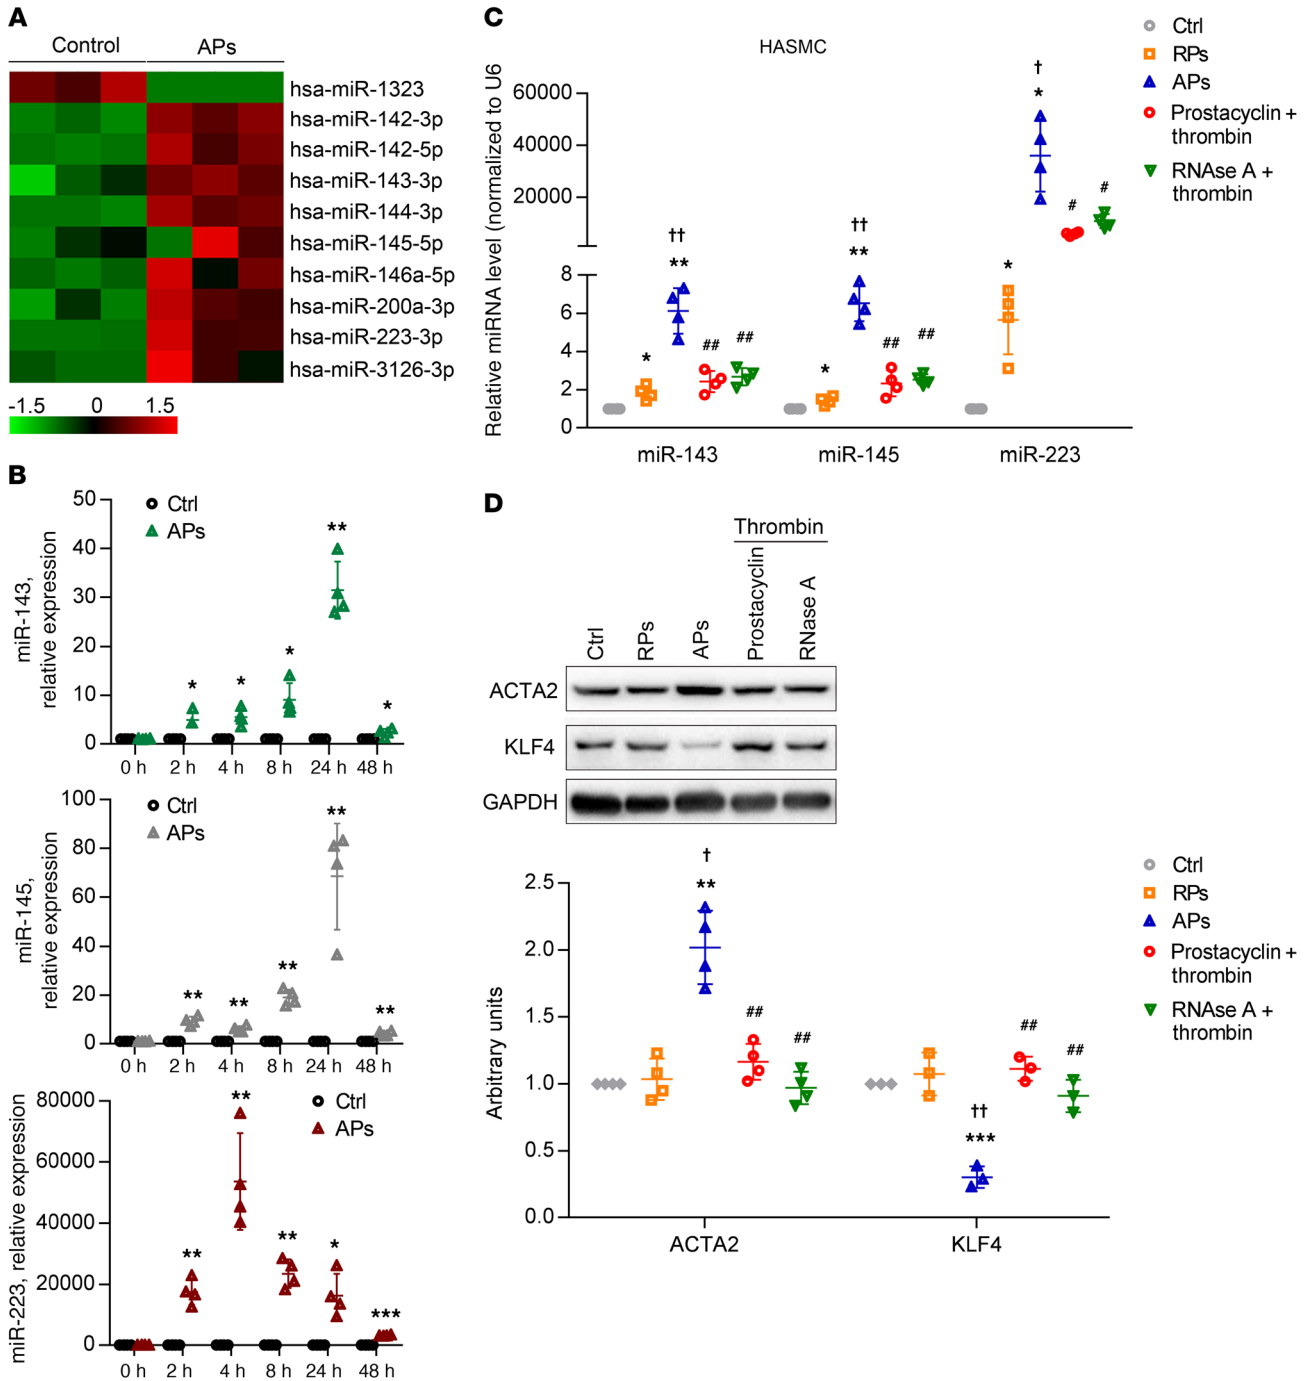 A
Control
APs
hsa-miR-1323
hsa-miR-142-3p
hsa-miR-142-5p
hsa-miR-143-3p
hsa-miR-144-3p
hsa-miR-145-5p
hsa-miR-146a-5p
hsa-miR-200a-3p
hsa-miR-223-3p
hsa-miR-3126-3p
-1.5 0 1.5
B
miR-143,
relative expression
Ctrl
APs
50
40
30
20
10
0
* * * ** *
0 h 2 h 4 h 8 h 24 h 48 h
miR-145,
relative expression
Ctrl
APs
100
80
60
40
20
0
** ** ** ** **
0 h 2 h 4 h 8 h 24 h 48 h
miR-223, relative expression
Ctrl
APs
80000
60000
40000
20000
0
** ** ** * ***
0 h 2 h 4 h 8 h 24 h 48 h
C
HASMC
Relative miRNA level (normalized to U6)
60000
40000
20000
8
6
4
2
0
* †† ** ## ##
* †† ** ## ##
* † * # #
miR-143 miR-145 miR-223
Ctrl
RPs
APs
Prostacyclin +
thrombin
RNAse A +
thrombin
D
Thrombin
Ctrl
RPs
APs
Prostacyclin
RNase A
ACTA2
KLF4
GAPDH
Arbitrary units
2.5
2.0
1.5
1.0
0.5
0.0
† ** ## ##
†† *** ## ##
ACTA2 KLF4
Ctrl
RPs
APs
Prostacyclin +
thrombin
RNAse A +
thrombin